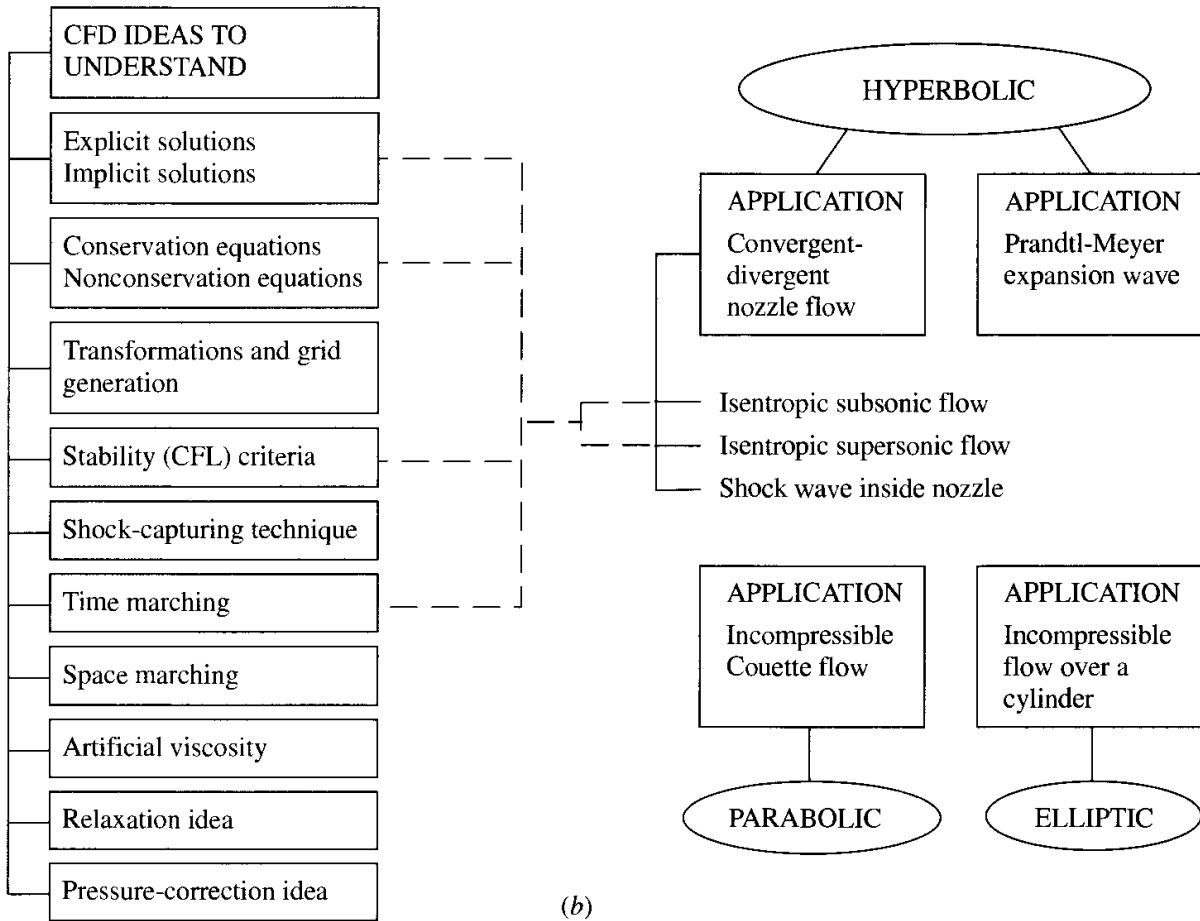 CFD IDEAS TO
UNDERSTAND
Explicit solutions
Implicit solutions
Conservation equations
Nonconservation equations
Transformations and grid
generation
Stability (CFL) criteria
Shock-capturing technique
Time marching
Space marching
Artificial viscosity
Relaxation idea
Pressure-correction idea
HYPERBOLIC
APPLICATION
Convergent-
divergent
nozzle flow
APPLICATION
Prandtl-Meyer
expansion wave
Isentropic subsonic flow
Isentropic supersonic flow
Shock wave inside nozzle
APPLICATION
Incompressible
Couette flow
APPLICATION
Incompressible
flow over a
cylinder
PARABOLIC
ELLIPTIC
(b)